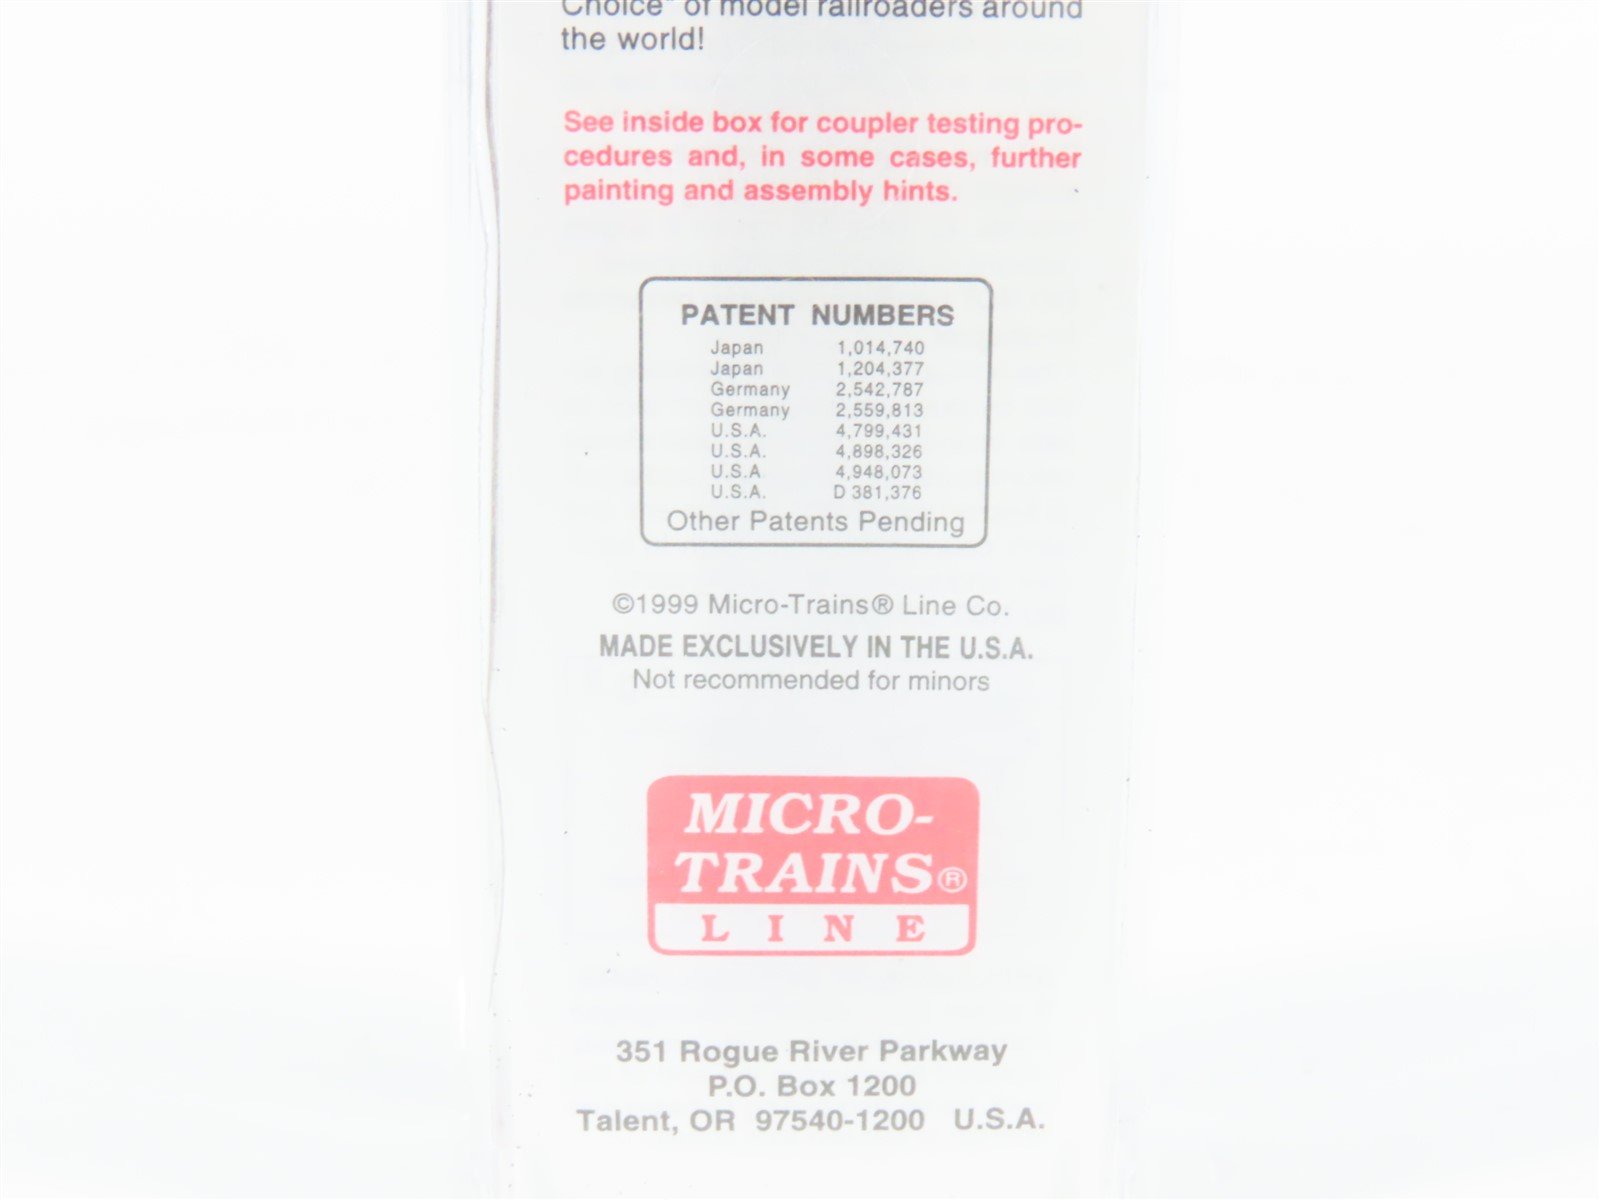 Choice" of model railroaders around
the world!
See inside box for coupler testing pro-
cedures and, in some cases, further
painting and assembly hints.
PATENT NUMBERS
Japan 1,014,740
Japan 1,204,377
Germany 2,542,787
Germany 2,559,813
U.S.A. 4,799,431
U.S.A. 4,898,326
U.S.A 4,948,073
U.S.A. D 381,376
Other Patents Pending
©1999 Micro-Trains® Line Co.
MADE EXCLUSIVELY IN THE U.S.A.
Not recommended for minors
MICRO-
TRAINS®
LINE
351 Rogue River Parkway
P.O. Box 1200
Talent, OR 97540-1200 U.S.A.